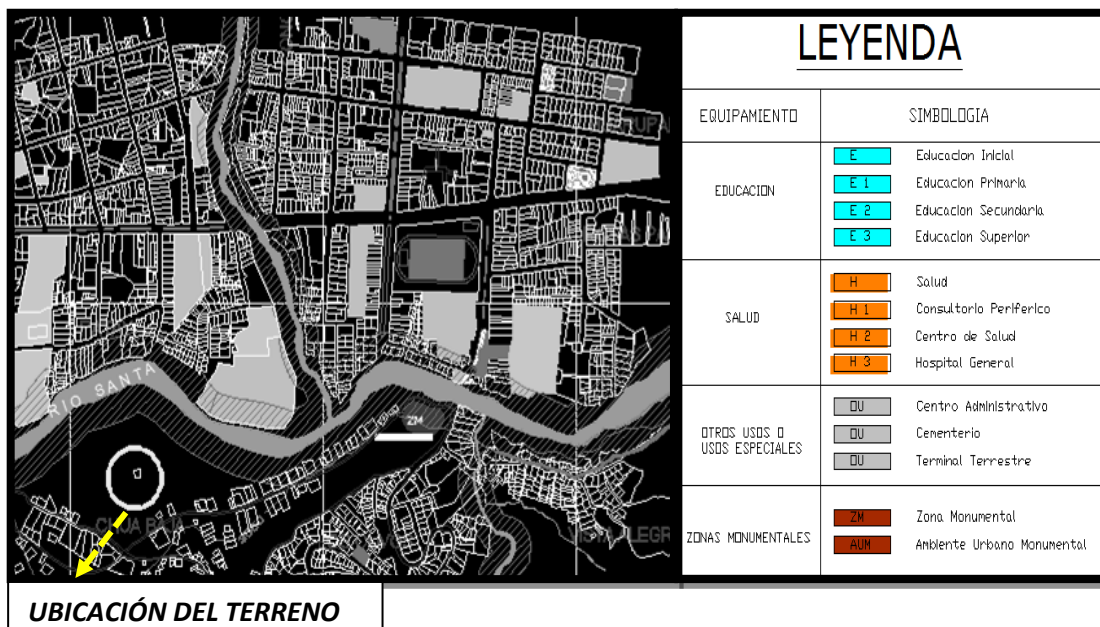 LEYENDA
EQUIPAMIENTO SIMBOLOGIA
EDUCACION
E Educacion Inicial
E 1 Educacion Primaria
E 2 Educacion Secundaria
E 3 Educacion Superior
SALUD
H Salud
H 1 Consultorio Periferico
H 2 Centro de Salud
H 3 Hospital General
OTROS USOS O
USOS ESPECIALES
OU Centro Administrativo
OU Cementerio
OU Terminal Terrestre
ZONAS MONUMENTALES
ZM Zona Monumental
AUM Ambiente Urbano Monumental
RIO SANTA
ZM
UBICACIÓN DEL TERRENO